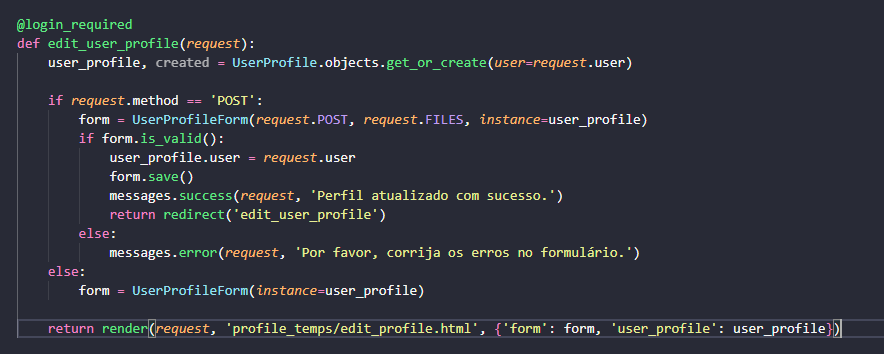 @login_required
def edit_user_profile(request):
    user_profile, created = UserProfile.objects.get_or_create(user=request.user)

    if request.method == 'POST':
        form = UserProfileForm(request.POST, request.FILES, instance=user_profile)
        if form.is_valid():
            user_profile.user = request.user
            form.save()
            messages.success(request, 'Perfil atualizado com sucesso.')
            return redirect('edit_user_profile')
        else:
            messages.error(request, 'Por favor, corrija os erros no formulário.')
    else:
        form = UserProfileForm(instance=user_profile)

    return render(request, 'profile_temps/edit_profile.html', {'form': form, 'user_profile': user_profile})